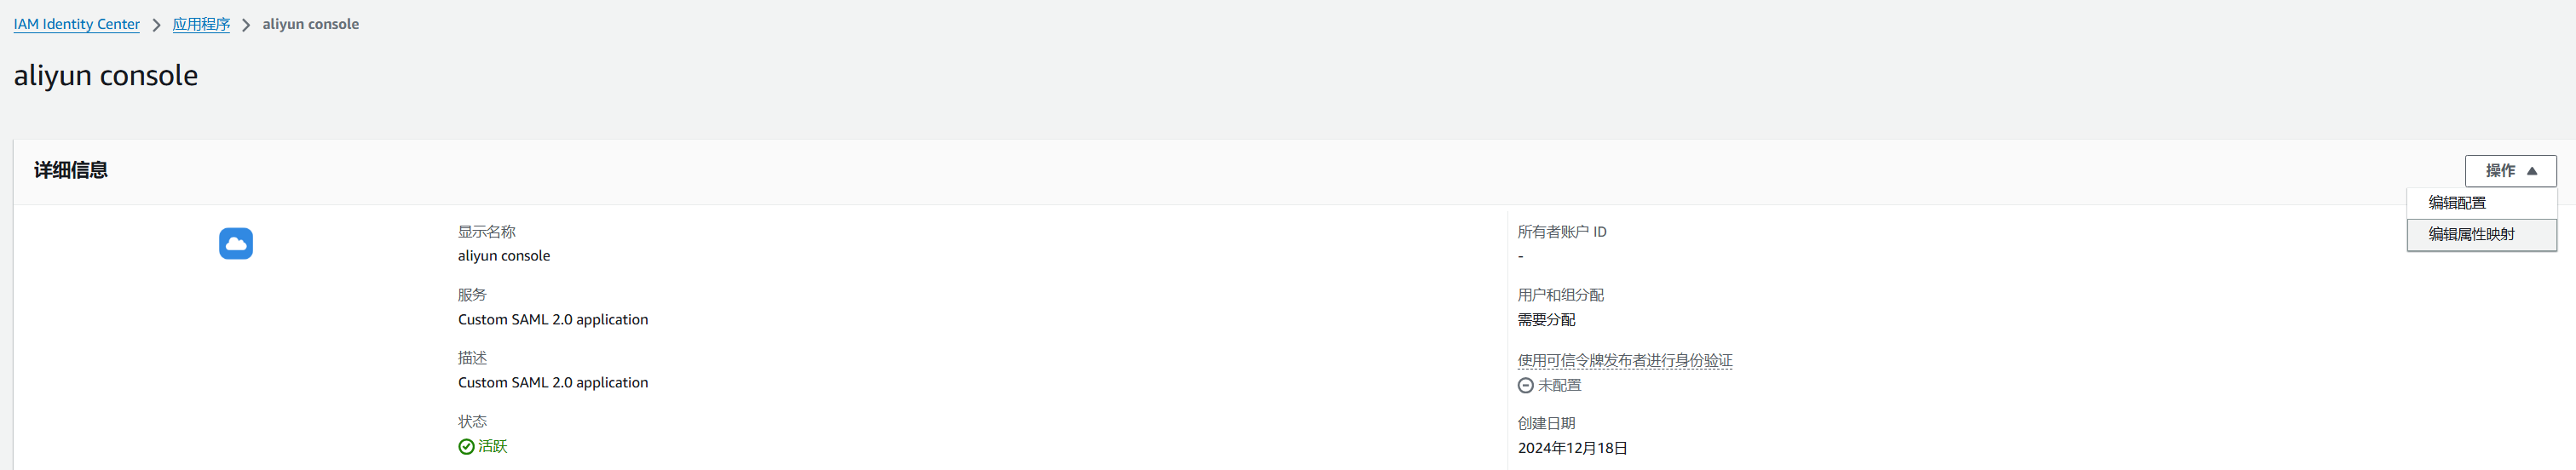 IAM Identity Center > 应用程序 > aliyun console
aliyun console
详细信息
操作
编辑配置
编辑属性映射
显示名称
aliyun console
服务
Custom SAML 2.0 application
描述
Custom SAML 2.0 application
状态
活跃
所有者账户 ID
-
用户和组分配
需要分配
使用可信令牌发布者进行身份验证
未配置
创建日期
2024年12月18日